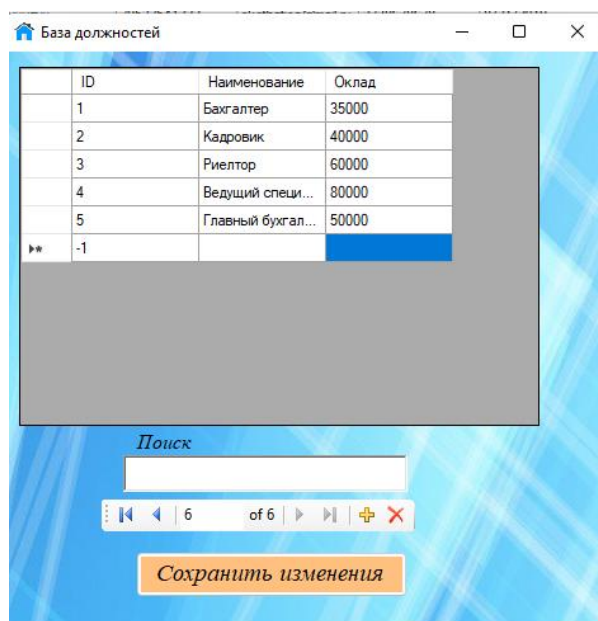 База должностей
ID Наименование Оклад
1 Бахгалтер 35000
2 Кадровик 40000
3 Риелтор 60000
4 Ведущий специ... 80000
5 Главный бухгал... 50000
-1
Поиск
6 of 6
Сохранить изменения